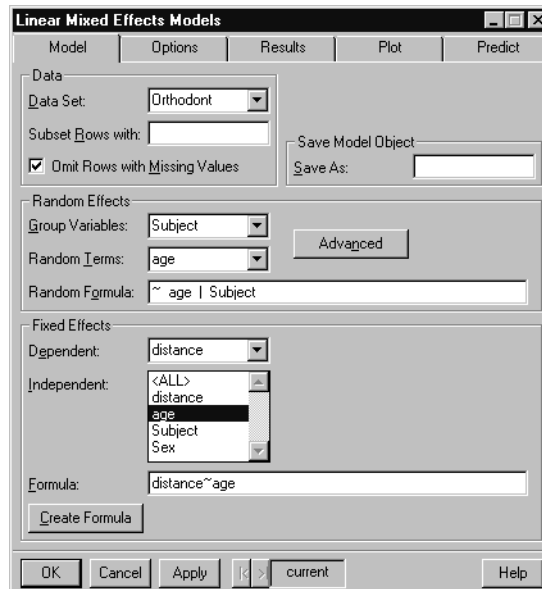 Linear Mixed Effects Models
Model Options Results Plot Predict
Data
Data Set: Orthodont
Subset Rows with:
Omit Rows with Missing Values
Save Model Object
Save As:
Random Effects
Group Variables: Subject
Advanced
Random Terms: age
Random Formula: ~ age | Subject
Fixed Effects
Dependent: distance
Independent: <ALL>
distance
age
Subject
Sex
Formula: distance~age
Create Formula
OK Cancel Apply current Help